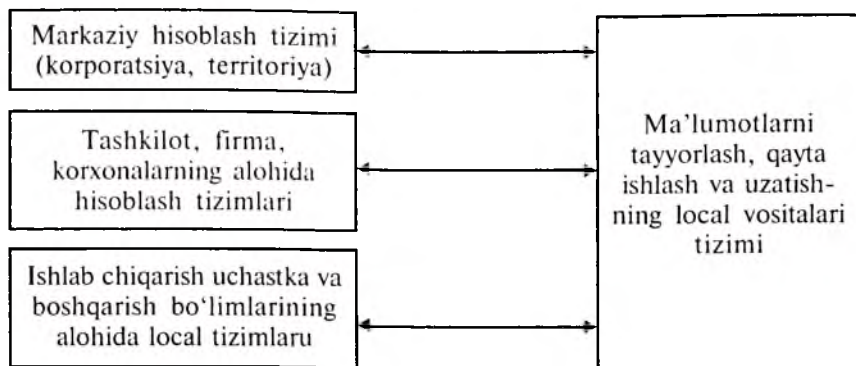 Markaziy hisoblash tizimi
(korporatsiya, territoriya)
Tashkilot, firma,
korxonalarning alohida
hisoblash tizimlari
Ishlab chiqarish uchastka va
boshqarish bo‘limlarining
alohida local tizimlaru
Ma’lumotlarni
tayyorlash, qayta
ishlash va uzatish-
ning local vositalari
tizimi